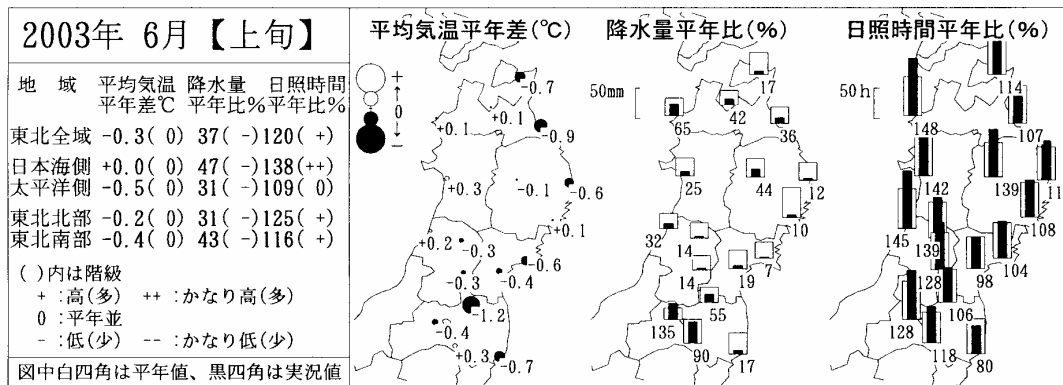 2003年 6月【上旬】
地 域 平均気温 降水量 日照時間
平年差℃ 平年比% 平年比%
東北全域 -0.3( 0) 37( -) 120( +)
日本海側 +0.0( 0) 47( -) 138(++)
太平洋側 -0.5( 0) 31( -) 109( 0)
東北北部 -0.2( 0) 31( -) 125( +)
東北南部 -0.4( 0) 43( -) 116( +)
( )内は階級
+ :高(多) ++ :かなり高(多)
0 :平年並
- :低(少) -- :かなり低(少)
図中白四角は平年値、黒四角は実況値
平均気温平年差(℃)
+
0
-
-0.7
+0.1
+0.1
-0.9
+0.3
-0.1
-0.6
+0.1
+0.2
-0.3
-0.6
-0.3
-0.4
-1.2
-0.4
+0.3
-0.7
降水量平年比(%)
50mm
17
42
65
36
25
44
12
10
32
14
7
14
19
55
135
90
17
日照時間平年比(%)
50h
114
107
148
142
139
11
108
145
139
104
128
98
106
128
118
80